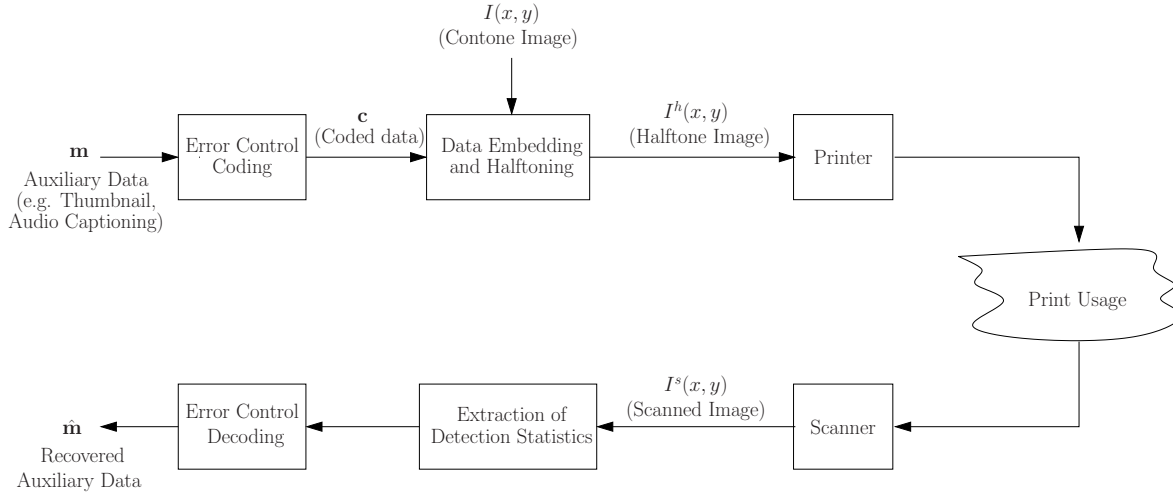 I(x, y)
(Contone Image)
m
Auxiliary Data
(e.g. Thumbnail,
Audio Captioning)
Error Control
Coding
c
(Coded data)
Data Embedding
and Halftoning
I^h(x, y)
(Halftone Image)
Printer
Print Usage
Scanner
I^s(x, y)
(Scanned Image)
Extraction of
Detection Statistics
Error Control
Decoding
m̂
Recovered
Auxiliary Data